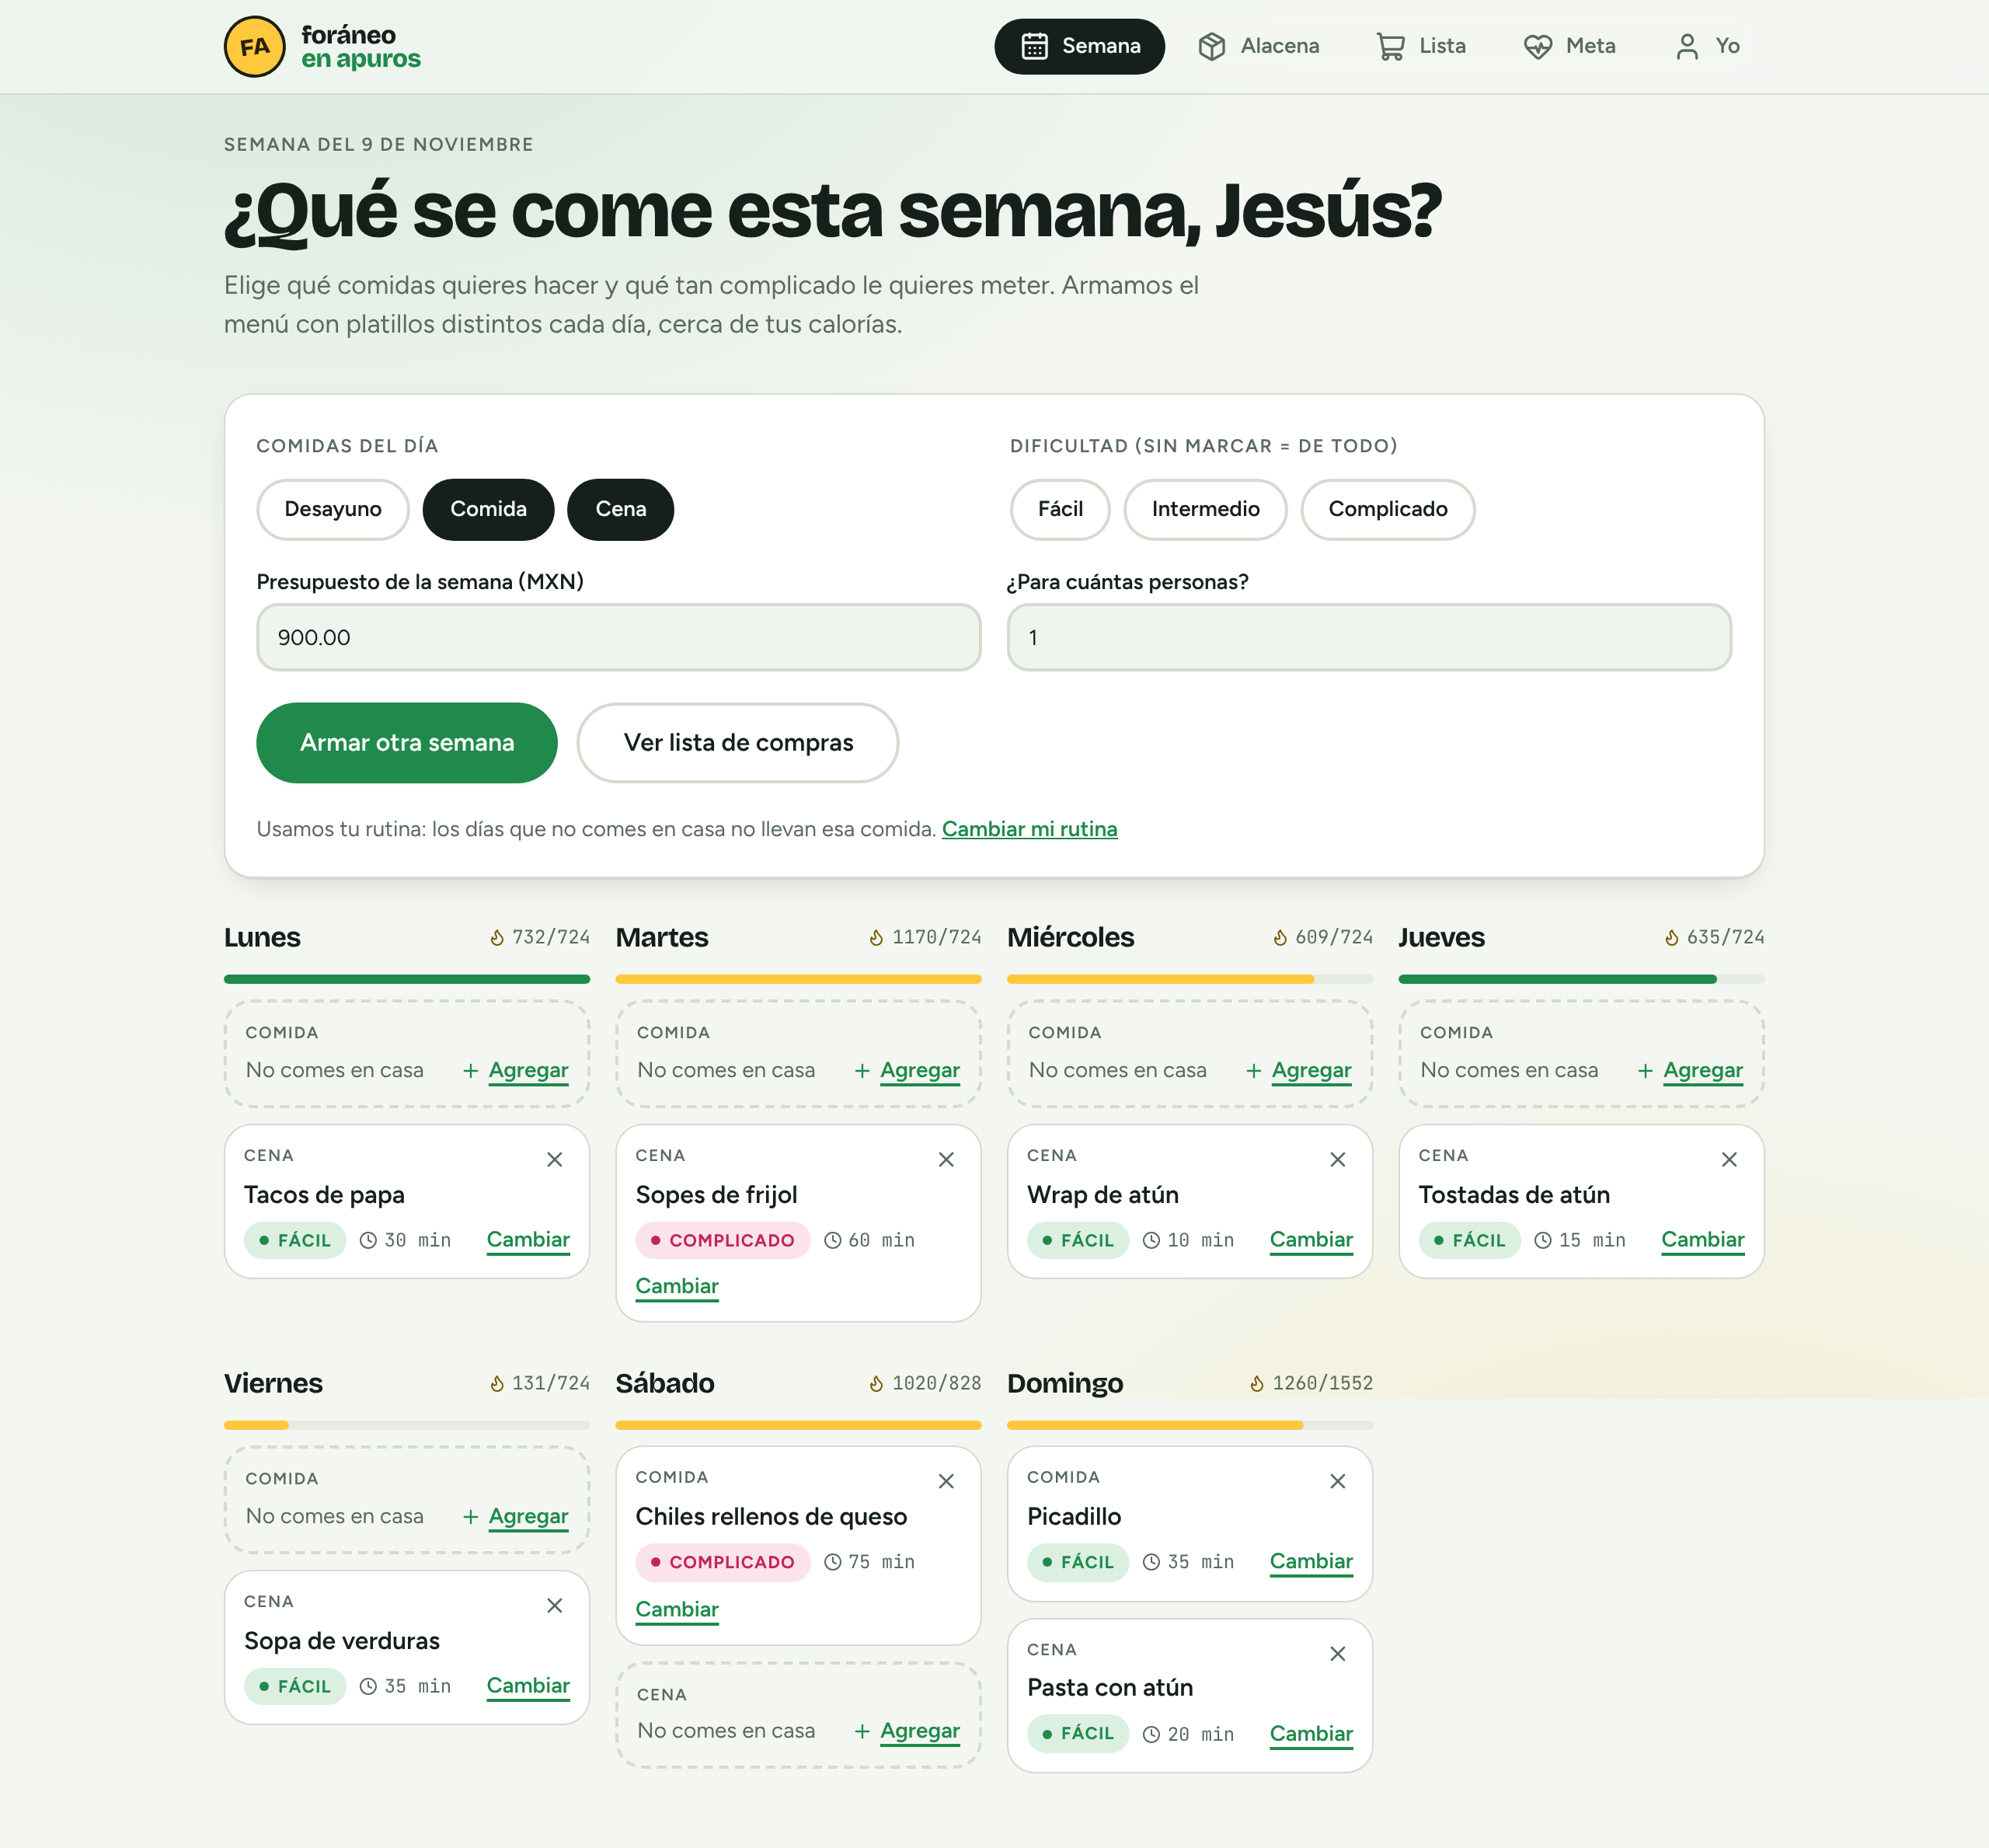 FA
foráneo
en apuros
Semana
Alacena
Lista
Meta
Yo
SEMANA DEL 9 DE NOVIEMBRE
¿Qué se come esta semana, Jesús?
Elige qué comidas quieres hacer y qué tan complicado le quieres meter. Armamos el
menú con platillos distintos cada día, cerca de tus calorías.
COMIDAS DEL DÍA
Desayuno
Comida
Cena
DIFICULTAD (SIN MARCAR = DE TODO)
Fácil
Intermedio
Complicado
Presupuesto de la semana (MXN)
900.00
¿Para cuántas personas?
1
Armar otra semana
Ver lista de compras
Usamos tu rutina: los días que no comes en casa no llevan esa comida. Cambiar mi rutina
Lunes 732/724
COMIDA
No comes en casa + Agregar
CENA
Tacos de papa
FÁCIL 30 min Cambiar
Martes 1170/724
COMIDA
No comes en casa + Agregar
CENA
Sopes de frijol
COMPLICADO 60 min
Cambiar
Miércoles 609/724
COMIDA
No comes en casa + Agregar
CENA
Wrap de atún
FÁCIL 10 min Cambiar
Jueves 635/724
COMIDA
No comes en casa + Agregar
CENA
Tostadas de atún
FÁCIL 15 min Cambiar
Viernes 131/724
COMIDA
No comes en casa + Agregar
CENA
Sopa de verduras
FÁCIL 35 min Cambiar
Sábado 1020/828
COMIDA
Chiles rellenos de queso
COMPLICADO 75 min
Cambiar
CENA
No comes en casa + Agregar
Domingo 1260/1552
COMIDA
Picadillo
FÁCIL 35 min Cambiar
CENA
Pasta con atún
FÁCIL 20 min Cambiar